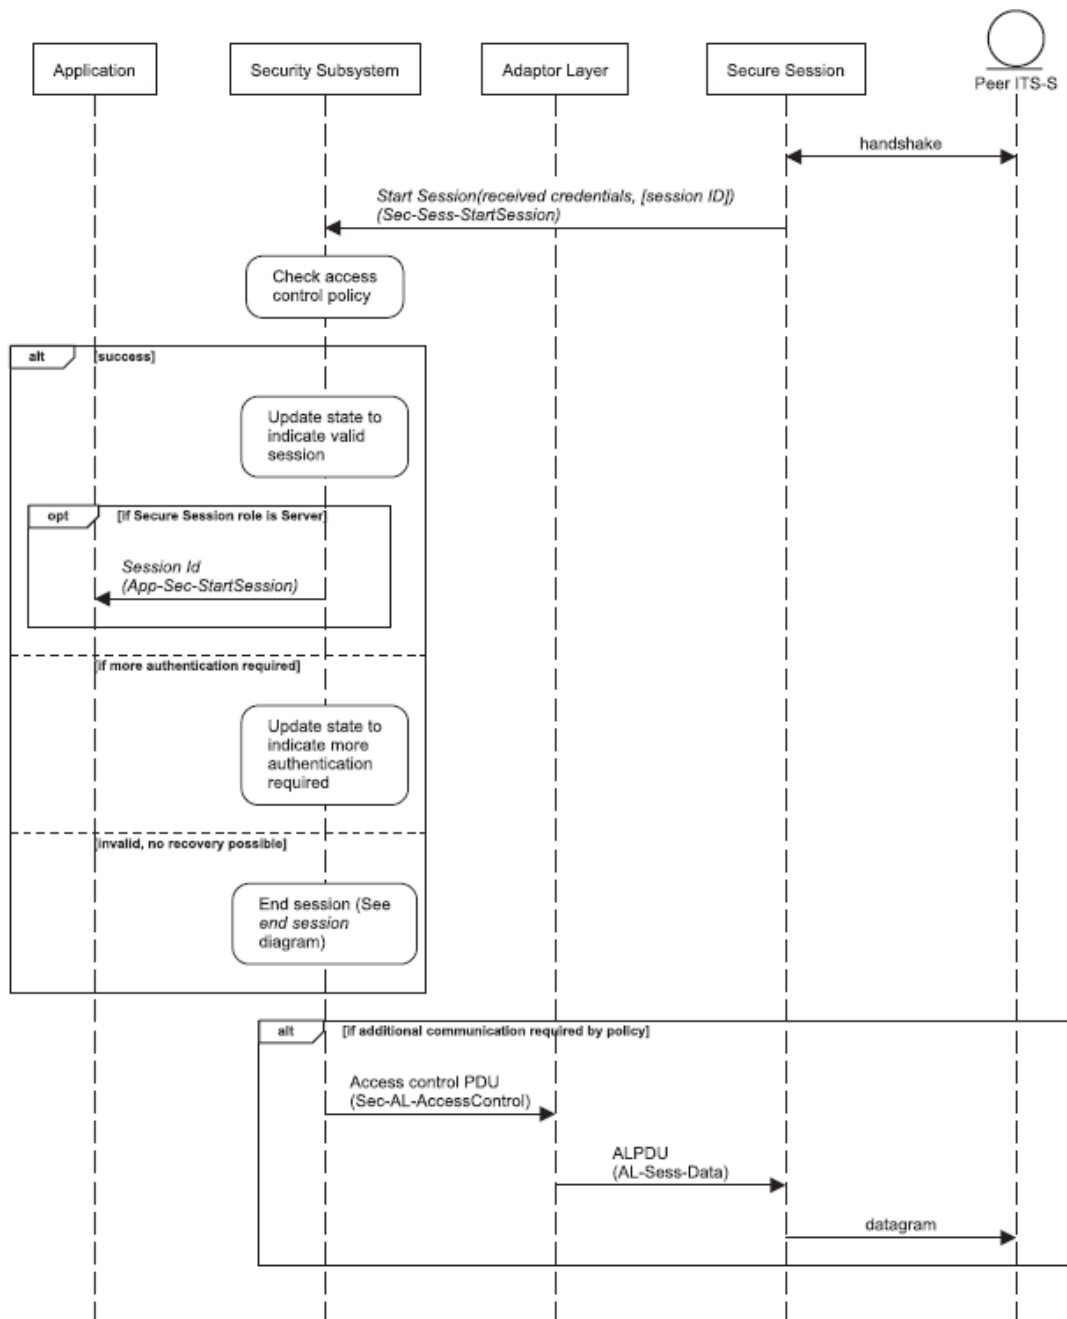 Application
Security Subsystem
Adaptor Layer
Secure Session
Peer ITS-S
handshake
Start Session(received credentials, [session ID])
(Sec-Sess-StartSession)
Check access
control policy
alt
[success]
Update state to
indicate valid
session
opt
[if Secure Session role is Server]
Session Id
(App-Sec-StartSession)
[if more authentication required]
Update state to
indicate more
authentication
required
[invalid, no recovery possible]
End session (See
end session
diagram)
alt
[if additional communication required by policy]
Access control PDU
(Sec-AL-AccessControl)
ALPDU
(AL-Sess-Data)
datagram